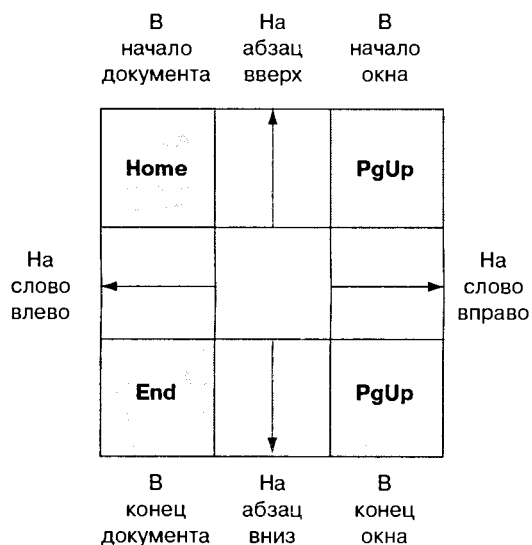 В
начало
документа
На
абзац
вверх
В
начало
окна
Home
PgUp
На
слово
влево
На
слово
вправо
End
PgUp
В
конец
документа
На
абзац
вниз
В
конец
окна